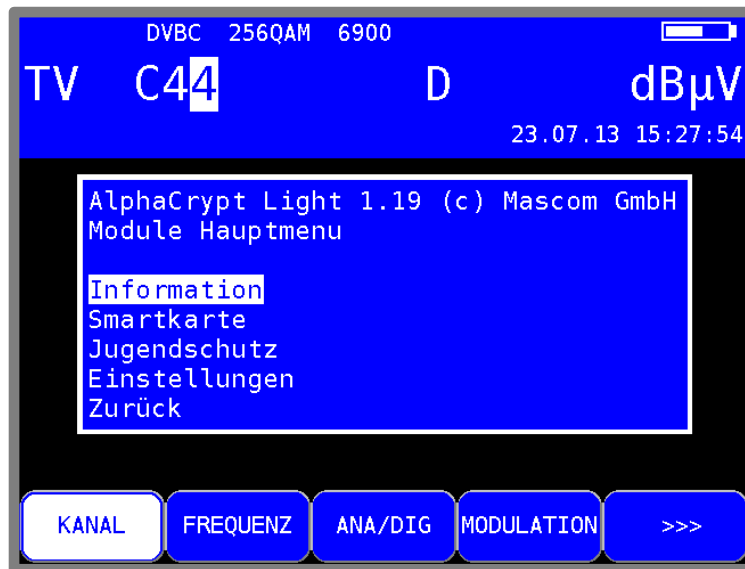 DVBC 256QAM 6900
TV C44 D dBµV
23.07.13 15:27:54
AlphaCrypt Light 1.19 (c) Mascom GmbH
Module Hauptmenu
Information
Smartkarte
Jugendschutz
Einstellungen
Zurück
KANAL FREQUENZ ANA/DIG MODULATION >>>